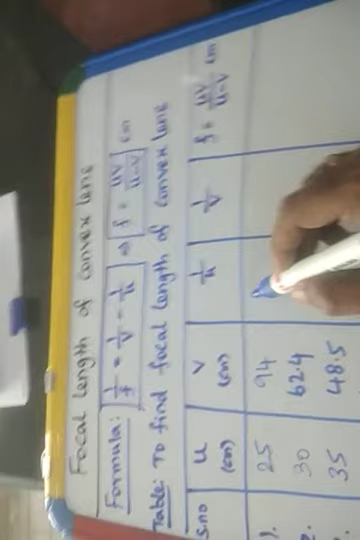 Focal length of convex lens
Formula: 1/f = 1/v - 1/u ⇒ f = uv/u-v cm
Table: To find focal length of convex lens
S.no u (cm) v (cm) 1/u 1/v f = uv/u-v cm
1. 25 94
2. 30 62.4
35 48.5